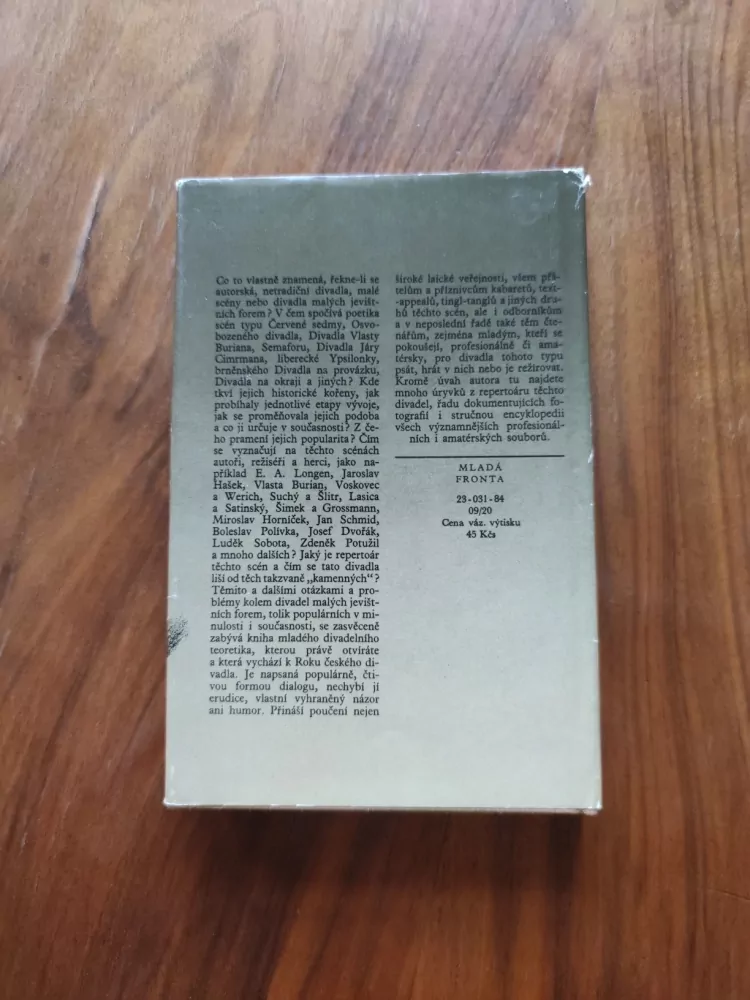 Co to vlastně znamená, řekne-li se
autorská, netradiční divadla, malé
scény nebo divadla malých jevišt-
ních forem? V čem spočívá poetika
scén typu Červené sedmy, Osvo-
bozeného divadla, Divadla Vlasty
Buriana, Semaforu, Divadla Járy
Cimrmana, liberecké Ypsilonky,
brněnského Divadla na provázku,
Divadla na okraji a jiných? Kde
tkví jejich historické kořeny, jak
probíhaly jednotlivé etapy vývoje,
jak se proměňovala jejich podoba
a co ji určuje v současnosti? Z če-
ho pramení jejich popularita? Čím
se vyznačují na těchto scénách
autoři, režiséři a herci, jako na-
příklad E. A. Longen, Jaroslav
Hašek, Vlasta Burian, Voskovec
a Werich, Suchý a Šlitr, Lasica
a Satinský, Šimek a Grossmann,
Miroslav Horníček, Jan Schmid,
Boleslav Polívka, Josef Dvořák,
Luděk Sobota, Zdeněk Potužil
a mnoho dalších? Jaký je repertoár
těchto scén a čím se tato divadla
liší od těch takzvaně „kamenných“?
Těmito a dalšími otázkami a pro-
blémy kolem divadel malých jevišt-
ních forem, tolik populárních v mi-
nulosti i současnosti, se zasvěceně
zabývá kniha mladého divadelního
teoretika, kterou právě otvíráte
a která vychází k Roku českého di-
vadla. Je napsaná populárně, čti-
vou formou dialogu, nechybí jí
erudice, vlastní vyhraněný názor
ani humor. Přináší poučení nejen
široké laické veřejnosti, všem přá-
telům a příznivcům kabaretů, text-
-appealů, tingl-tanglů a jiných dru-
hů těchto scén, ale i odborníkům
a v neposlední řadě také těm čte-
nářům, zejména mladým, kteří se
pokoušejí, profesionálně či ama-
térsky, pro divadla tohoto typu
psát, hrát v nich nebo je režírovat.
Kromě úvah autora tu najdete
mnoho úryvků z repertoáru těchto
divadel, řadu dokumentujících fo-
tografií i stručnou encyklopedii
všech významnějších profesionál-
ních i amatérských souborů.
MLADÁ
FRONTA
23-031-84
09/20
Cena váz. výtisku
45 Kčs